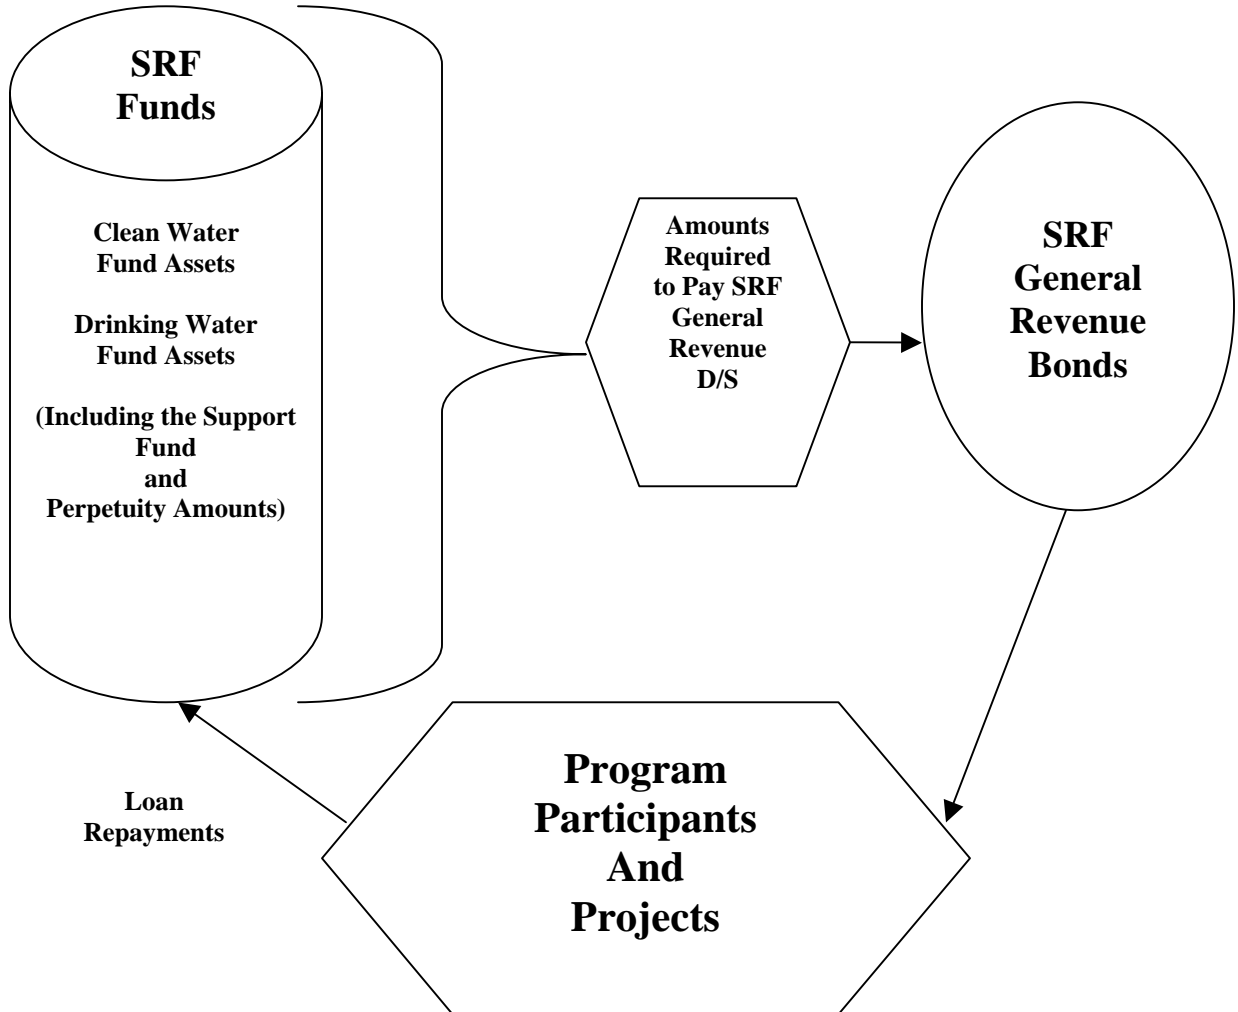 SRF
Funds
Clean Water
Fund Assets
Drinking Water
Fund Assets
(Including the Support
Fund
and
Perpetuity Amounts)
Amounts
Required
to Pay SRF
General
Revenue
D/S
SRF
General
Revenue
Bonds
Loan
Repayments
Program
Participants
And
Projects